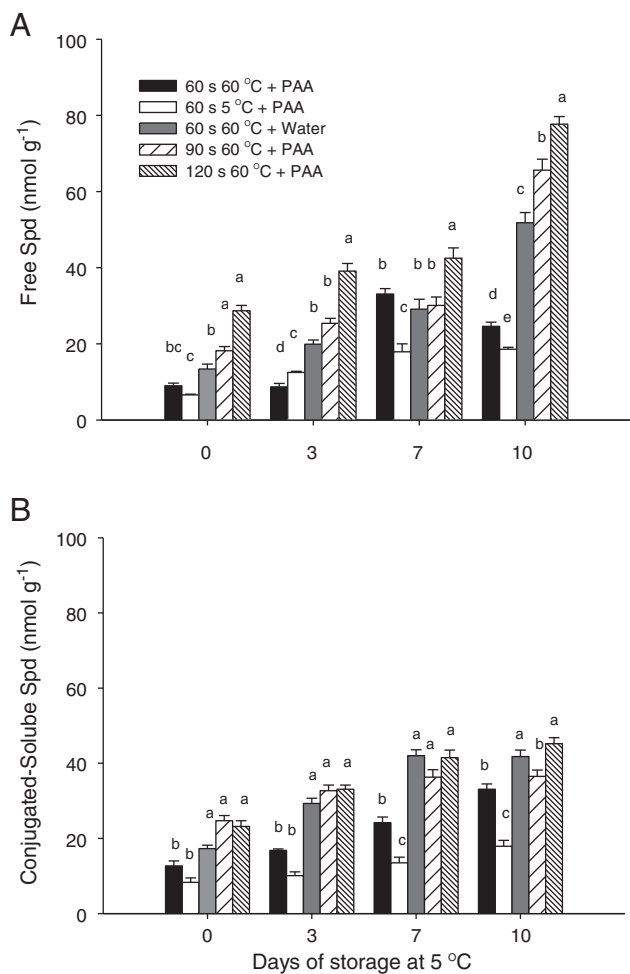 A
100
80
60
40
20
0
Free Spd (nmol g-1)
60 s 60 °C + PAA
60 s 5 °C + PAA
60 s 60 °C + Water
90 s 60 °C + PAA
120 s 60 °C + PAA
bc c b a a
d c b b a
b c b b a
d e c b a
0 3 7 10
B
100
80
60
40
20
0
Conjugated-Solube Spd (nmol g-1)
b b a a a
b b a a a
b c a a a
b c a b a
0 3 7 10
Days of storage at 5 °C